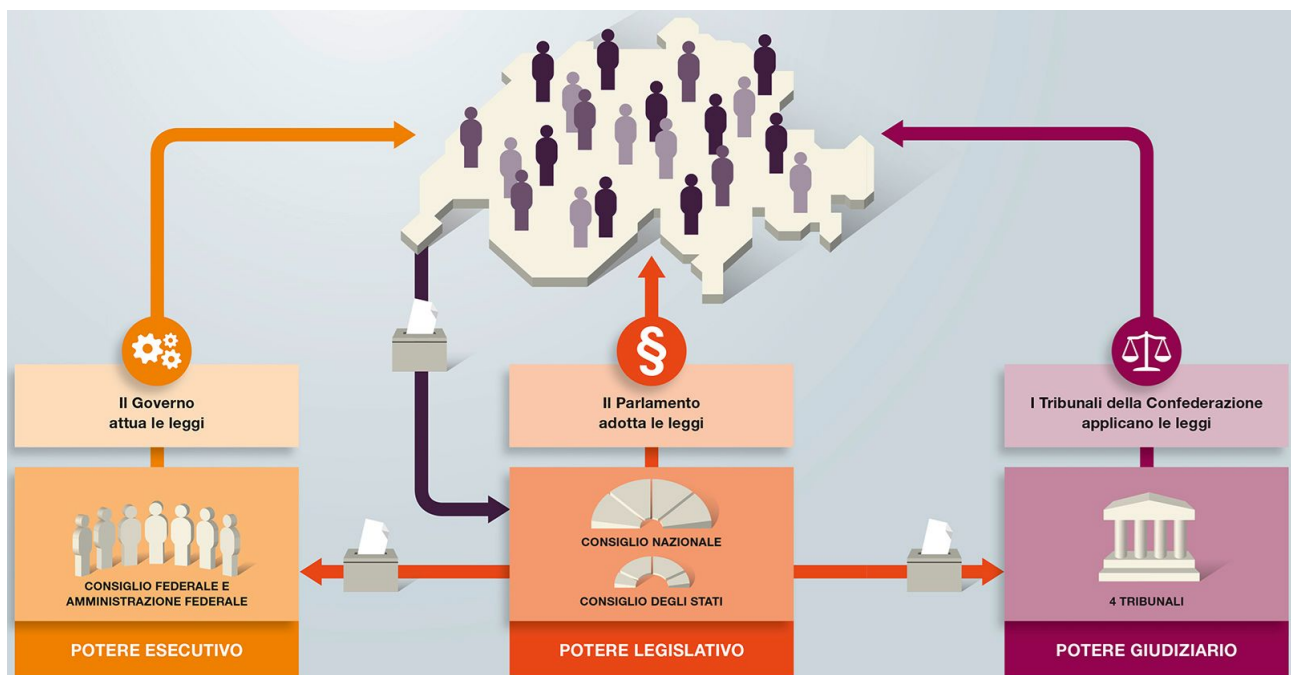 Il Governo
attua le leggi
§
Il Parlamento
adotta le leggi
I Tribunali della Confederazione
applicano le leggi
CONSIGLIO FEDERALE E
AMMINISTRAZIONE FEDERALE
CONSIGLIO NAZIONALE
CONSIGLIO DEGLI STATI
4 TRIBUNALI
POTERE ESECUTIVO
POTERE LEGISLATIVO
POTERE GIUDIZIARIO